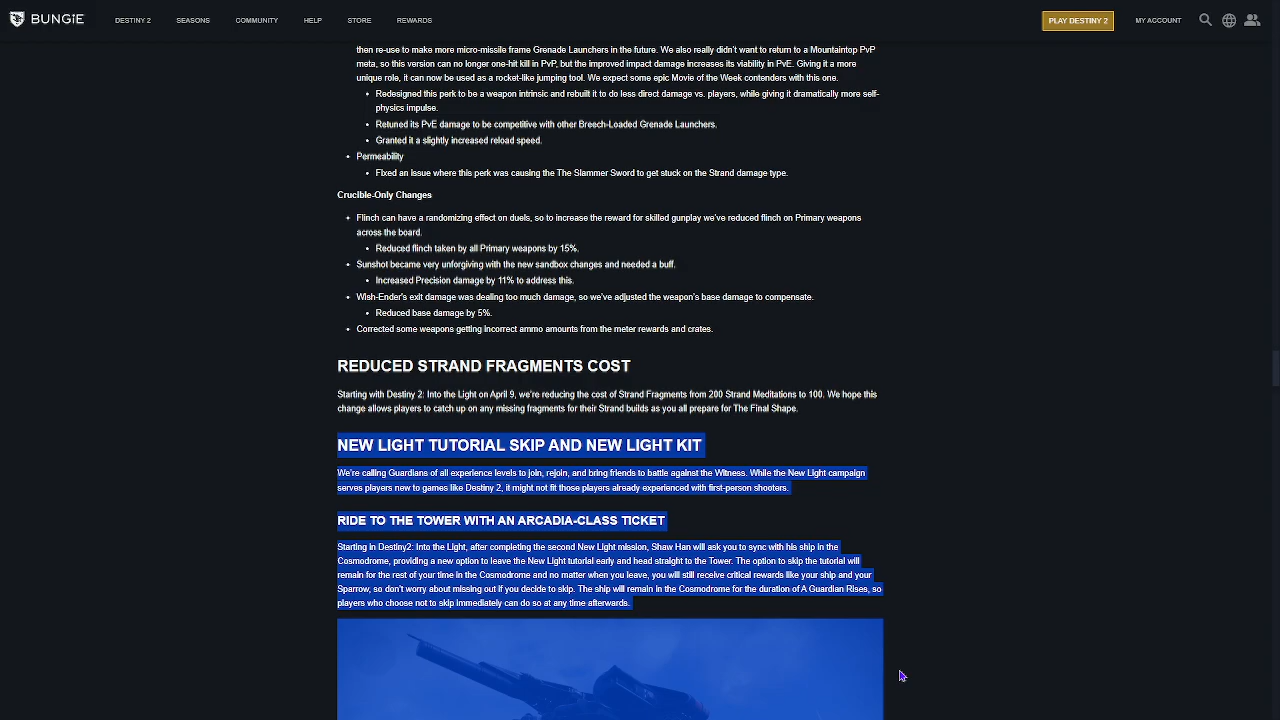 BUNGiE DESTINY 2 SEASONS COMMUNITY HELP STORE REWARDS PLAY DESTINY 2 MY ACCOUNT
then re-use to make more micro-missile frame Grenade Launchers in the future. We also really didn't want to return to a Mountaintop PvP
meta, so this version can no longer one-hit kill in PvP, but the improved impact damage increases its viability in PvE. Giving it a more
unique role, it can now be used as a rocket-like jumping tool. We expect some epic Movie of the Week contenders with this one.
• Redesigned this perk to be a weapon intrinsic and rebuilt it to do less direct damage vs. players, while giving it dramatically more self-
physics impulse.
• Retuned its PvE damage to be competitive with other Breech-Loaded Grenade Launchers.
• Granted it a slightly increased reload speed.
• Permeability
• Fixed an issue where this perk was causing the The Slammer Sword to get stuck on the Strand damage type.
Crucible-Only Changes
• Flinch can have a randomizing effect on duels, so to increase the reward for skilled gunplay we've reduced flinch on Primary weapons
across the board.
• Reduced flinch taken by all Primary weapons by 15%.
• Sunshot became very unforgiving with the new sandbox changes and needed a buff.
• Increased Precision damage by 11% to address this.
• Wish-Ender's exit damage was dealing too much damage, so we've adjusted the weapon's base damage to compensate.
• Reduced base damage by 5%.
• Corrected some weapons getting incorrect ammo amounts from the meter rewards and crates.
REDUCED STRAND FRAGMENTS COST
Starting with Destiny 2: Into the Light on April 9, we're reducing the cost of Strand Fragments from 200 Strand Meditations to 100. We hope this
change allows players to catch up on any missing fragments for their Strand builds as you all prepare for The Final Shape.
NEW LIGHT TUTORIAL SKIP AND NEW LIGHT KIT
We're calling Guardians of all experience levels to join, rejoin, and bring friends to battle against the Witness. While the New Light campaign
serves players new to games like Destiny 2, it might not fit those players already experienced with first-person shooters.
RIDE TO THE TOWER WITH AN ARCADIA-CLASS TICKET
Starting in Destiny2: Into the Light, after completing the second New Light mission, Shaw Han will ask you to sync with his ship in the
Cosmodrome, providing a new option to leave the New Light tutorial early and head straight to the Tower. The option to skip the tutorial will
remain for the rest of your time in the Cosmodrome and no matter when you leave, you will still receive critical rewards like your ship and your
Sparrow, so don't worry about missing out if you decide to skip. The ship will remain in the Cosmodrome for the duration of A Guardian Rises, so
players who choose not to skip immediately can do so at any time afterwards.